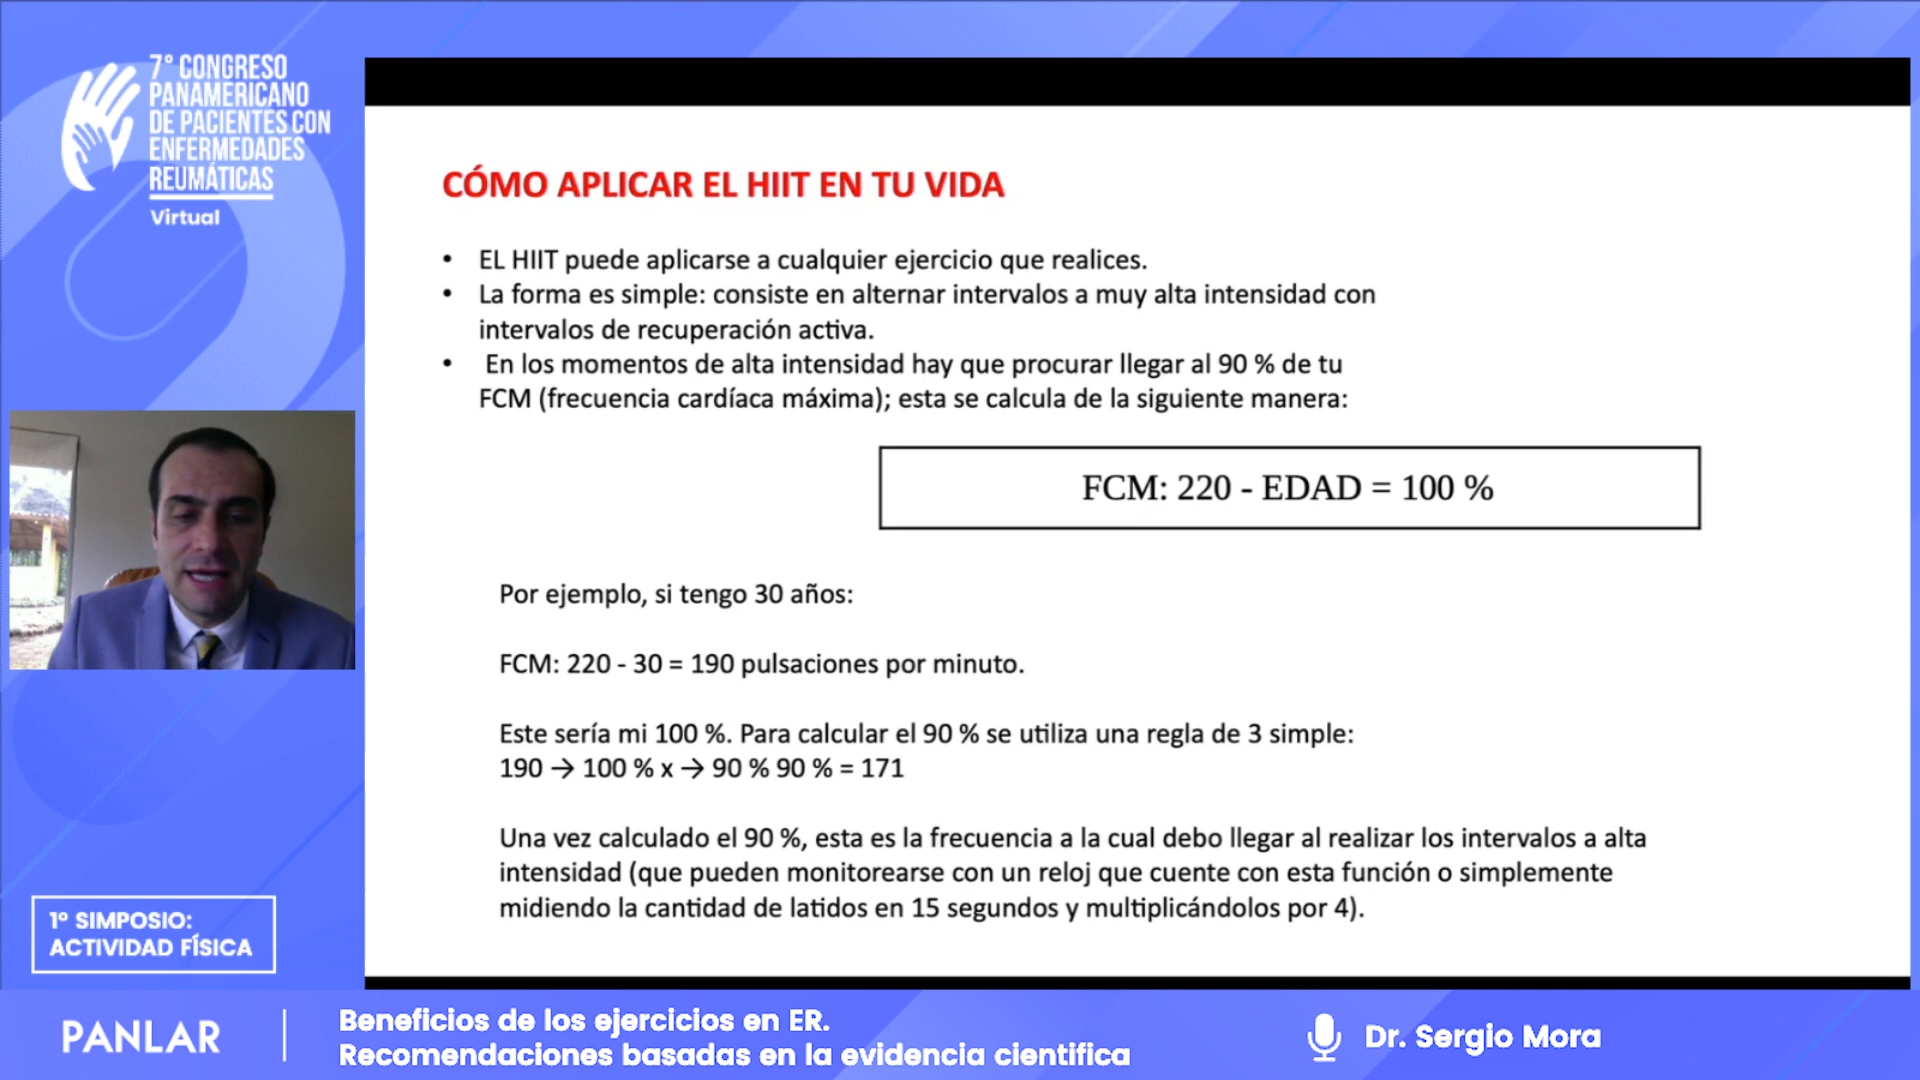 7° CONGRESO
PANAMERICANO
DE PACIENTES CON
ENFERMEDADES
REUMÁTICAS
Virtual
CÓMO APLICAR EL HIIT EN TU VIDA
• EL HIIT puede aplicarse a cualquier ejercicio que realices.
• La forma es simple: consiste en alternar intervalos a muy alta intensidad con
intervalos de recuperación activa.
• En los momentos de alta intensidad hay que procurar llegar al 90 % de tu
FCM (frecuencia cardíaca máxima); esta se calcula de la siguiente manera:
FCM: 220 - EDAD = 100 %
Por ejemplo, si tengo 30 años:
FCM: 220 - 30 = 190 pulsaciones por minuto.
Este sería mi 100 %. Para calcular el 90 % se utiliza una regla de 3 simple:
190 → 100 % x → 90 % 90 % = 171
Una vez calculado el 90 %, esta es la frecuencia a la cual debo llegar al realizar los intervalos a alta
intensidad (que pueden monitorearse con un reloj que cuente con esta función o simplemente
midiendo la cantidad de latidos en 15 segundos y multiplicándolos por 4).
1º SIMPOSIO:
ACTIVIDAD FÍSICA
PANLAR
Beneficios de los ejercicios en ER.
Recomendaciones basadas en la evidencia cientifica
Dr. Sergio Mora